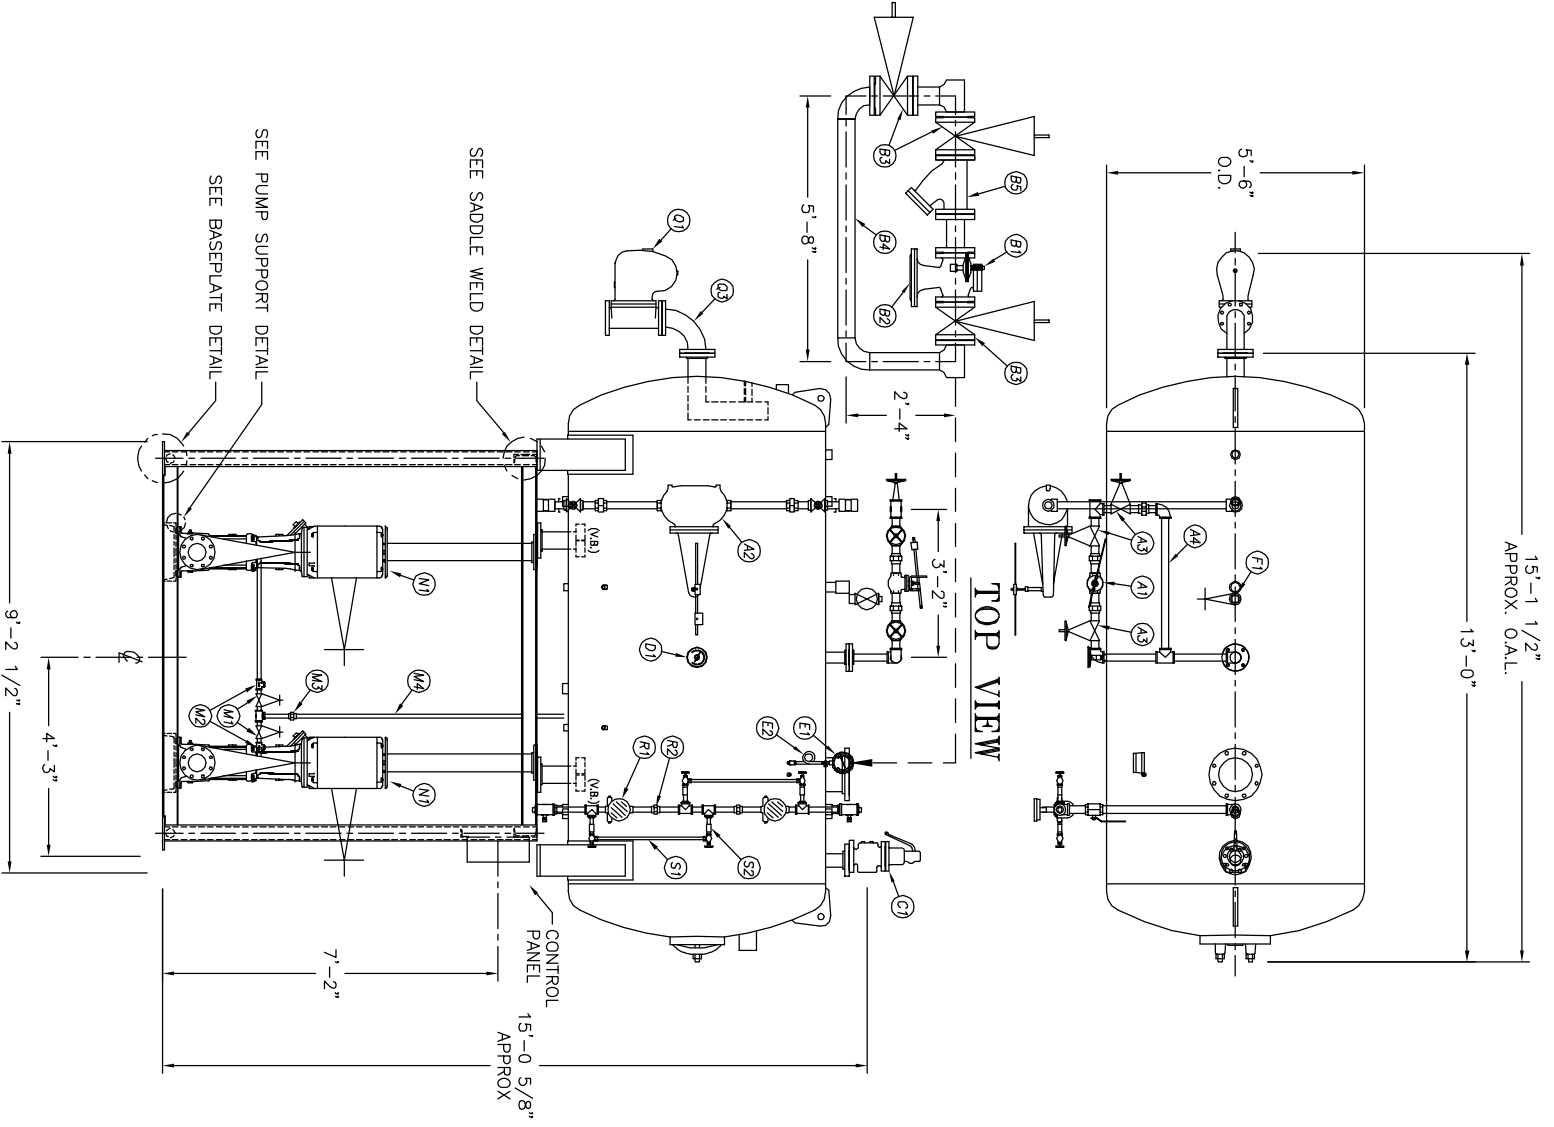 15'-1 1/2"
APPROX. O.A.L.
13'-0"
5'-6"
O.D.
F1
A4
A3
A3
A1
B5
B1
B3
TOP VIEW
3'-2"
B3
B4
B2
2'-4"
C1
5'-8"
E1
E2
A2
S2
Q3
Q1
R2
S1
D1
R1
(V.B.)
(V.B.)
CONTROL
PANEL
15'-0 5/8"
APPROX
SEE SADDLE WELD DETAIL
N1
M4
N1
7'-2"
M3
SEE PUMP SUPPORT DETAIL
M1
SEE BASEPLATE DETAIL
M2
4'-3"
9'-2 1/2"